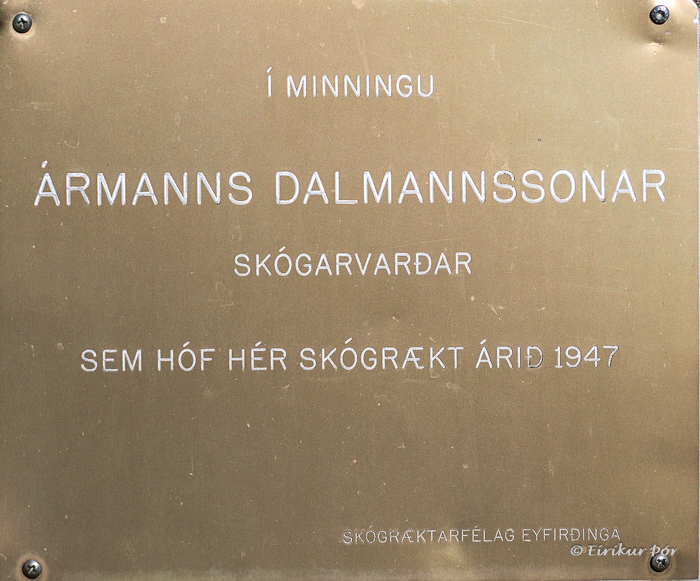 Í MINNINGU
ÁRMANNS DALMANNSSONAR
SKÓGARVARÐAR
SEM HÓF HÉR SKÓGRÆKT ÁRIÐ 1947
SKÓGRÆKTARFÉLAG EYFIRÐINGA
© Eiríkur Þór